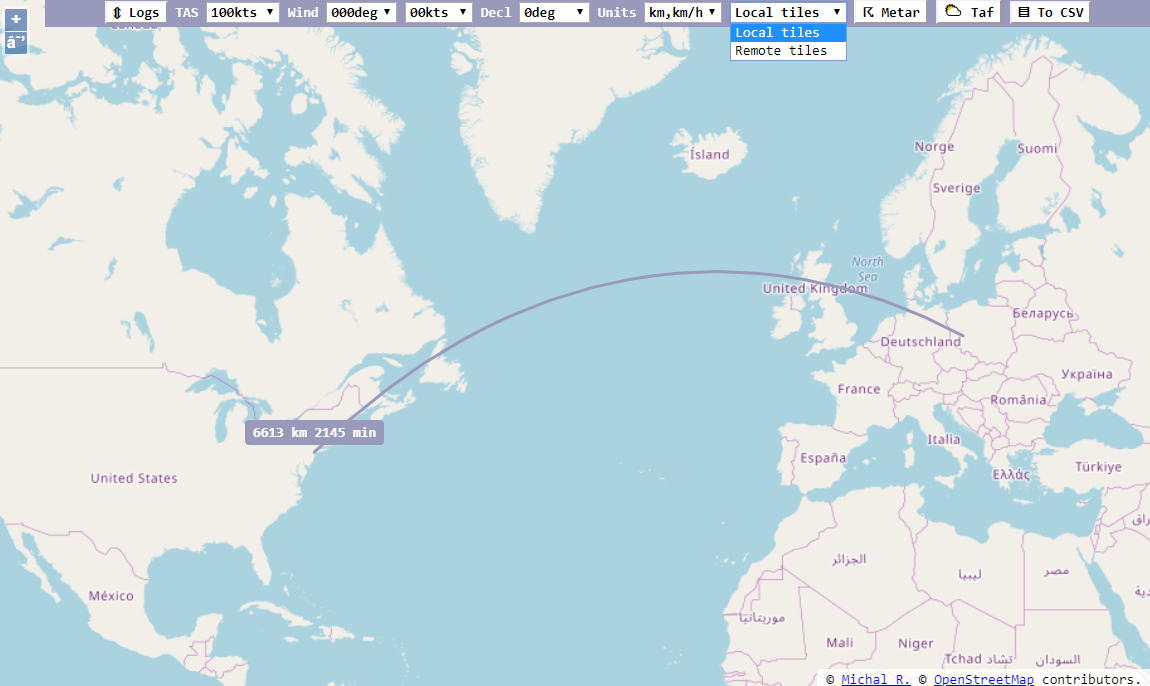 +
â^’
⇕ Logs TAS 100kts ▼ Wind 000deg ▼ 00kts ▼ Decl 0deg ▼ Units km,km/h ▼ Local tiles ▼ ☈ Metar Taf To CSV
Local tiles
Remote tiles
Ísland
Norge
Suomi
Sverige
North
Sea
United Kingdom
Беларусь
Deutschland
Україна
France
România
6613 km 2145 min
Italia
España
Türkiye
Ελλάς
United States
الجزائر
ليبيا
مصر
México
موريتانيا
Mali
Niger
Tchad تشاد
السودان
© Michal R. © OpenStreetMap contributors.